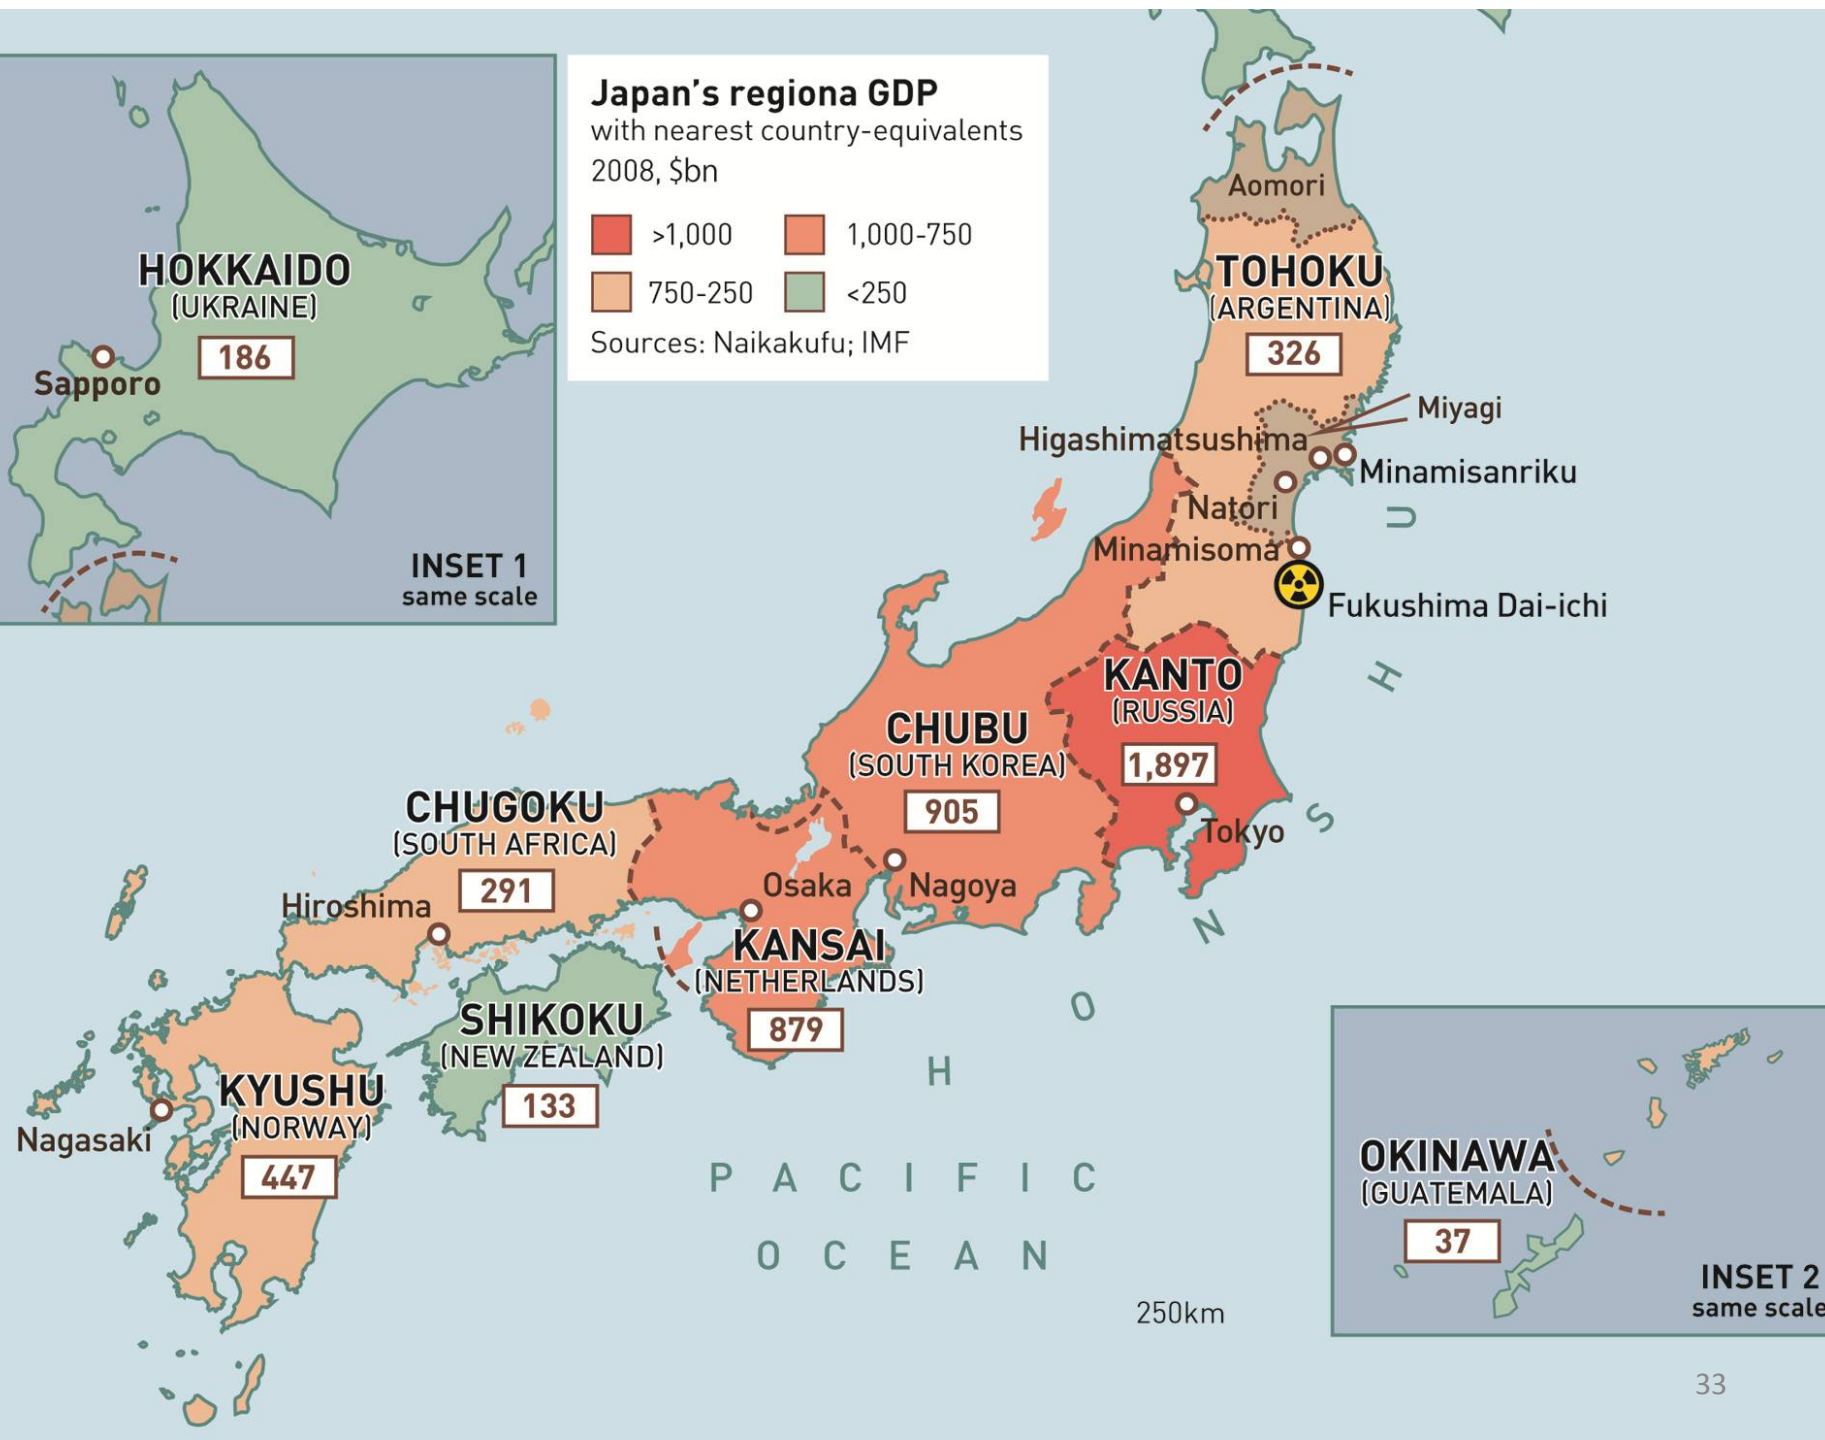 Japan's regiona GDP
with nearest country-equivalents
2008, $bn
>1,000
1,000-750
750-250
<250
Sources: Naikakufu; IMF
HOKKAIDO
(UKRAINE)
186
Sapporo
INSET 1
same scale
Aomori
TOHOKU
(ARGENTINA)
326
Miyagi
Higashimatsushima
Minamisanriku
Natori
Minamisoma
Fukushima Dai-ichi
KANTO
(RUSSIA)
1,897
Tokyo
CHUBU
(SOUTH KOREA)
905
Nagoya
CHUGOKU
(SOUTH AFRICA)
291
Hiroshima
Osaka
KANSAI
(NETHERLANDS)
879
SHIKOKU
(NEW ZEALAND)
133
KYUSHU
(NORWAY)
447
Nagasaki
HONSHU
PACIFIC
OCEAN
250km
OKINAWA
(GUATEMALA)
37
INSET 2
same scale
33